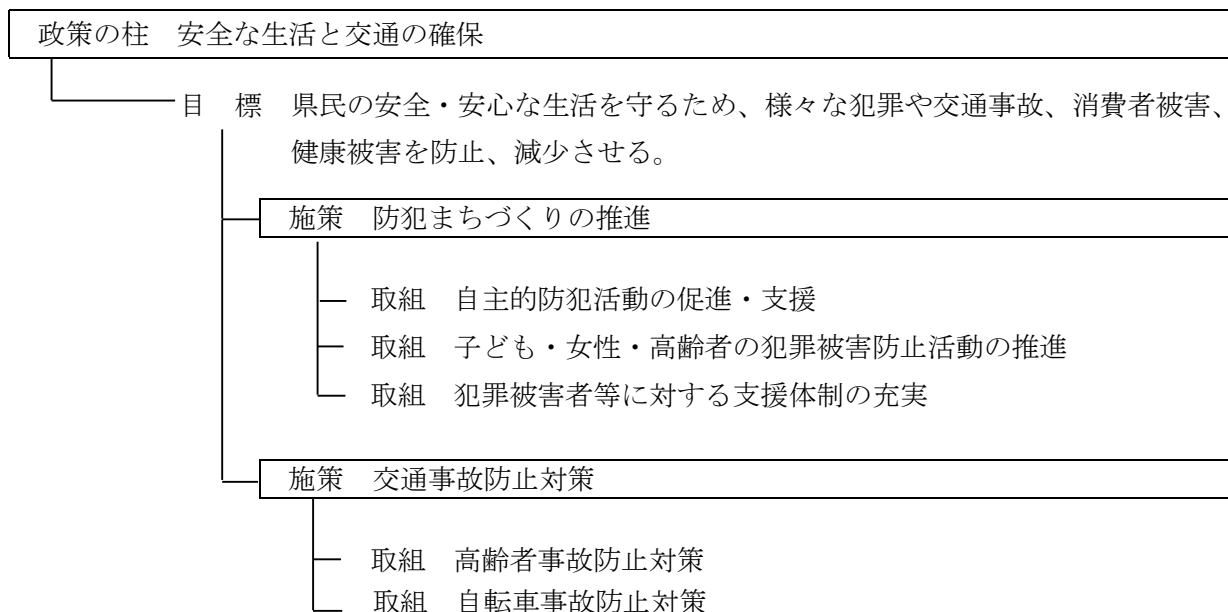 政策の柱　安全な生活と交通の確保
目　標　県民の安全・安心な生活を守るため、様々な犯罪や交通事故、消費者被害、
健康被害を防止、減少させる。
施策　防犯まちづくりの推進
取組　自主的防犯活動の促進・支援
取組　子ども・女性・高齢者の犯罪被害防止活動の推進
取組　犯罪被害者等に対する支援体制の充実
施策　交通事故防止対策
取組　高齢者事故防止対策
取組　自転車事故防止対策